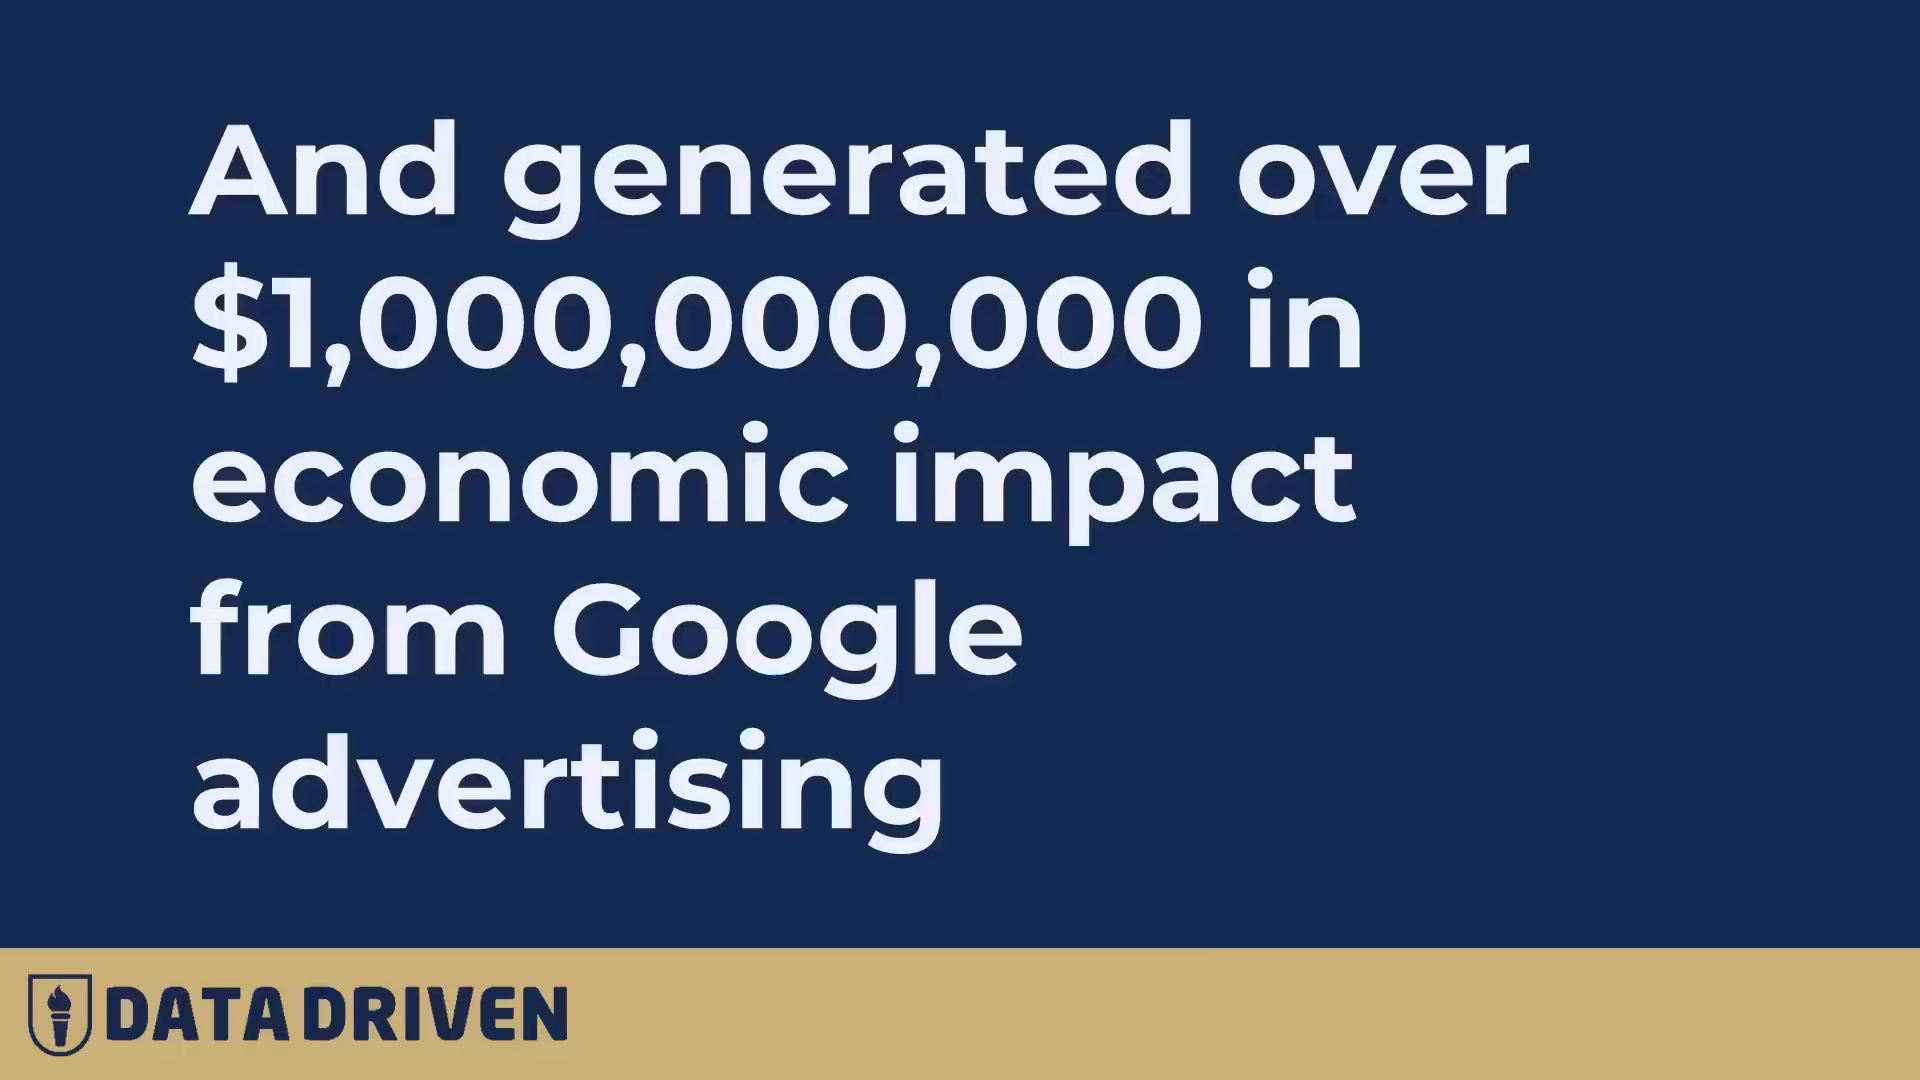 And generated over
$1,000,000,000 in
economic impact
from Google
advertising
DATA DRIVEN